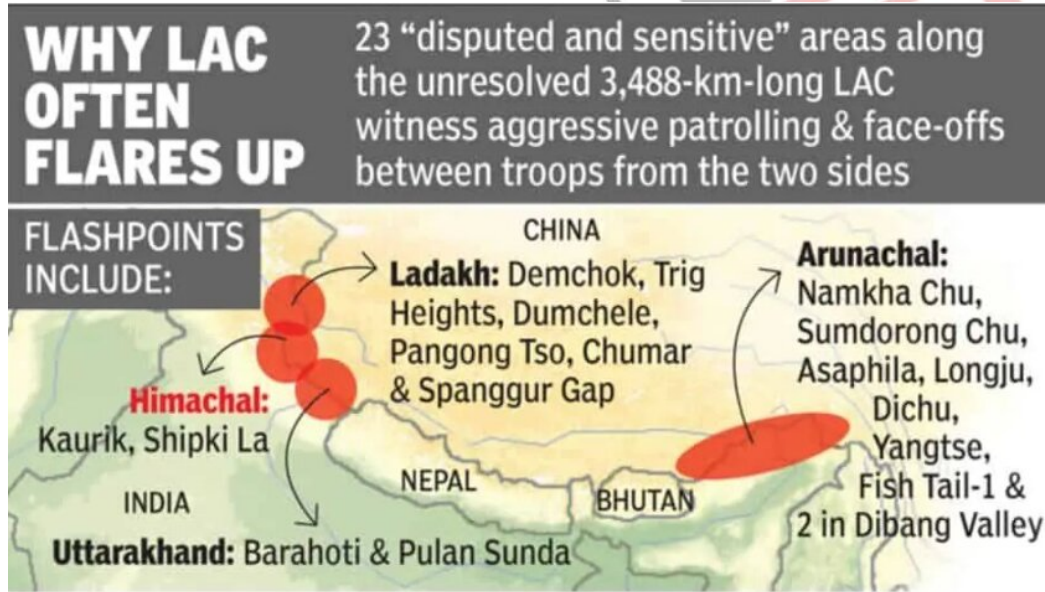 WHY LAC
OFTEN
FLARES UP
23 “disputed and sensitive” areas along
the unresolved 3,488-km-long LAC
witness aggressive patrolling & face-offs
between troops from the two sides
FLASHPOINTS
INCLUDE:
CHINA
Ladakh: Demchok, Trig
Heights, Dumchele,
Pangong Tso, Chumar
& Spanggur Gap
Arunachal:
Namkha Chu,
Sumdorong Chu,
Asaphila, Longju,
Dichu,
Yangtse,
Fish Tail-1 &
2 in Dibang Valley
Himachal:
Kaurik, Shipki La
NEPAL
BHUTAN
INDIA
Uttarakhand: Barahoti & Pulan Sunda